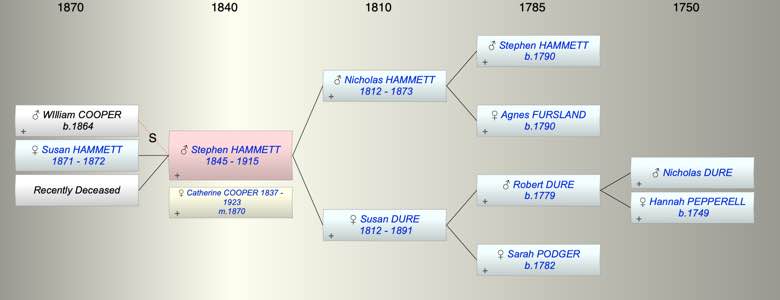 1870 1840 1810 1785 1750
♂ William COOPER
b.1864
+
S
♀ Susan HAMMETT
1871 - 1872
Recently Deceased
♂ Stephen HAMMETT
1845 - 1915
+
♀ Catherine COOPER 1837 -
1923
m.1870
+
♂ Nicholas HAMMETT
1812 - 1873
+
♀ Susan DURE
1812 - 1891
+
♂ Stephen HAMMETT
b.1790
+
♀ Agnes FURSLAND
b.1790
+
♂ Robert DURE
b.1779
+
♀ Sarah PODGER
b.1782
+
♂ Nicholas DURE
+
♀ Hannah PEPPERELL
b.1749
+